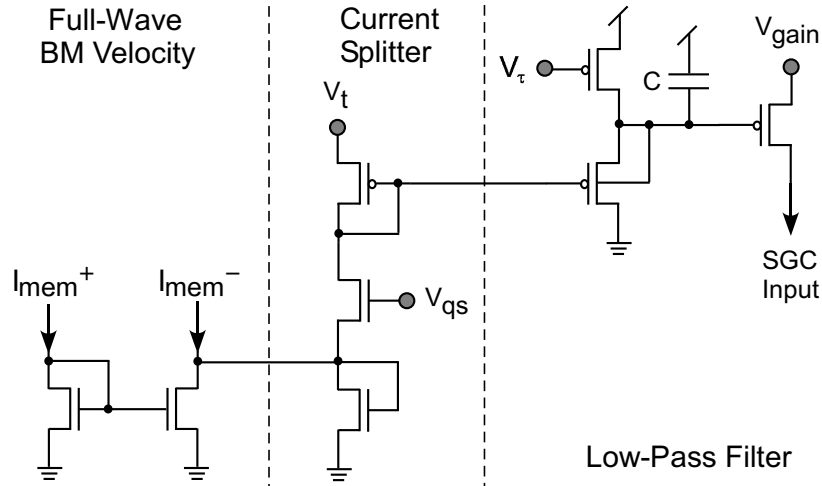 Full-Wave
BM Velocity
Current
Splitter
V_t
V_τ
C
V_gain
SGC
Input
I_mem^+
I_mem^−
V_qs
Low-Pass Filter